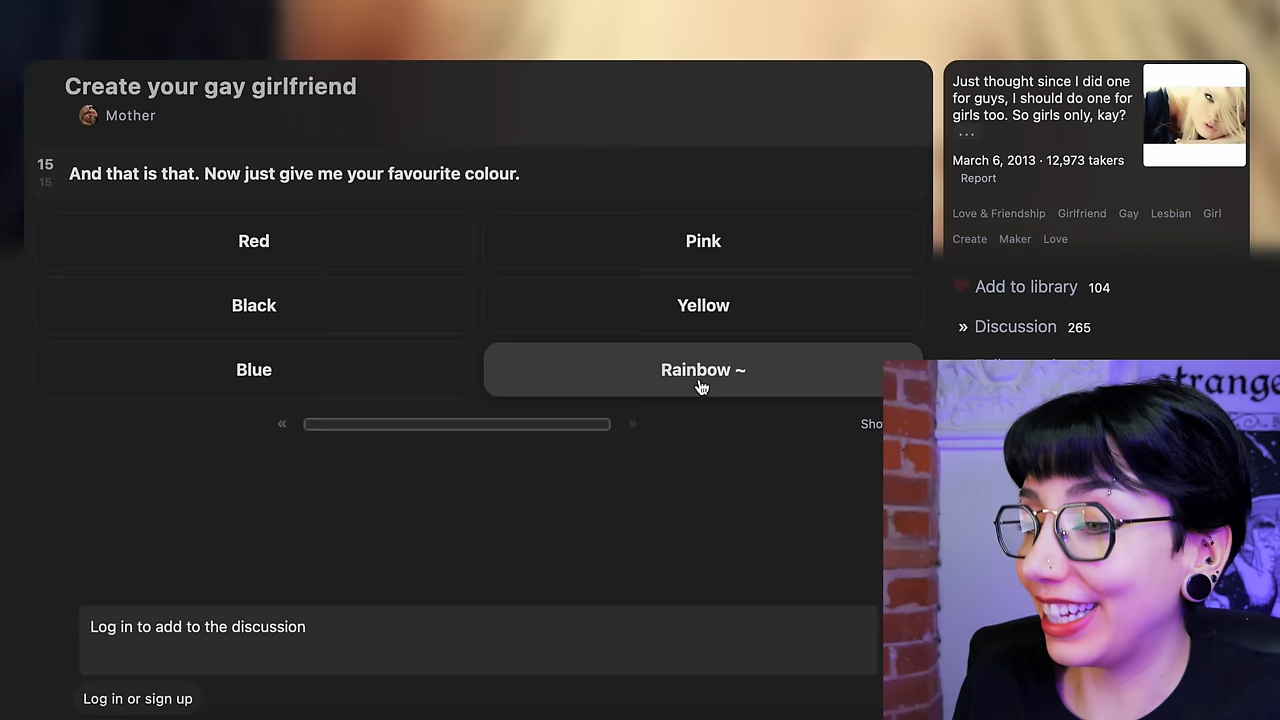 Create your gay girlfriend
Mother
15
15
And that is that. Now just give me your favourite colour.
Red
Pink
Black
Yellow
Blue
Rainbow ~
«
»
Sho
Log in to add to the discussion
Log in or sign up
Just thought since I did one
for guys, I should do one for
girls too. So girls only, kay?
...
March 6, 2013 · 12,973 takers
Report
Love & Friendship Girlfriend Gay Lesbian Girl
Create Maker Love
Add to library 104
» Discussion 265
strange